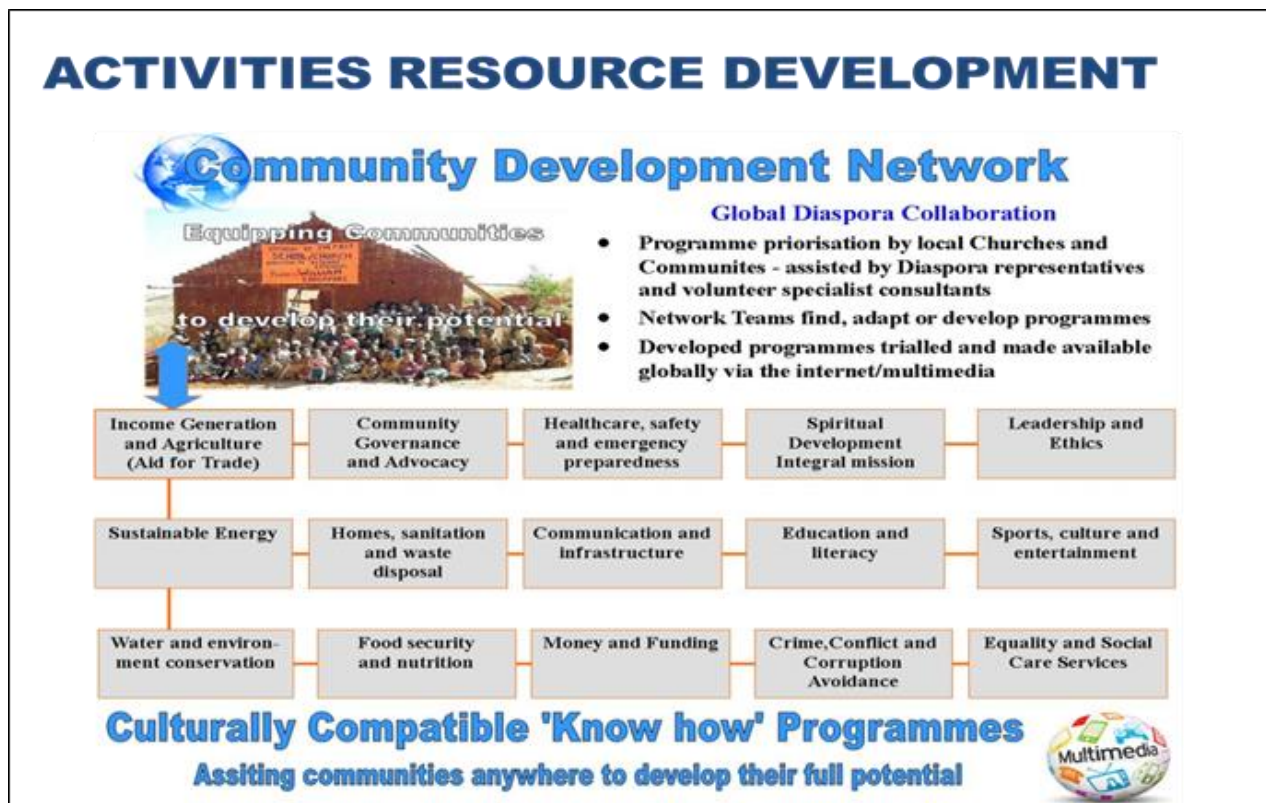 ACTIVITIES RESOURCE DEVELOPMENT
Community Development Network
Equipping Communities
to develop their potential
SCHOOL/CHURCH
WILLIAM
Global Diaspora Collaboration
● Programme priorisation by local Churches and
Communites - assisted by Diaspora representatives
and volunteer specialist consultants
● Network Teams find, adapt or develop programmes
● Developed programmes trialled and made available
globally via the internet/multimedia
Income Generation
and Agriculture
(Aid for Trade)
Community
Governance
and Advocacy
Healthcare, safety
and emergency
preparedness
Spiritual
Development
Integral mission
Leadership and
Ethics
Sustainable Energy
Homes, sanitation
and waste
disposal
Communication and
infrastructure
Education and
literacy
Sports, culture and
entertainment
Water and environ-
ment conservation
Food security
and nutrition
Money and Funding
Crime,Conflict and
Corruption
Avoidance
Equality and Social
Care Services
Culturally Compatible 'Know how' Programmes
Assiting communities anywhere to develop their full potential
Multimedia